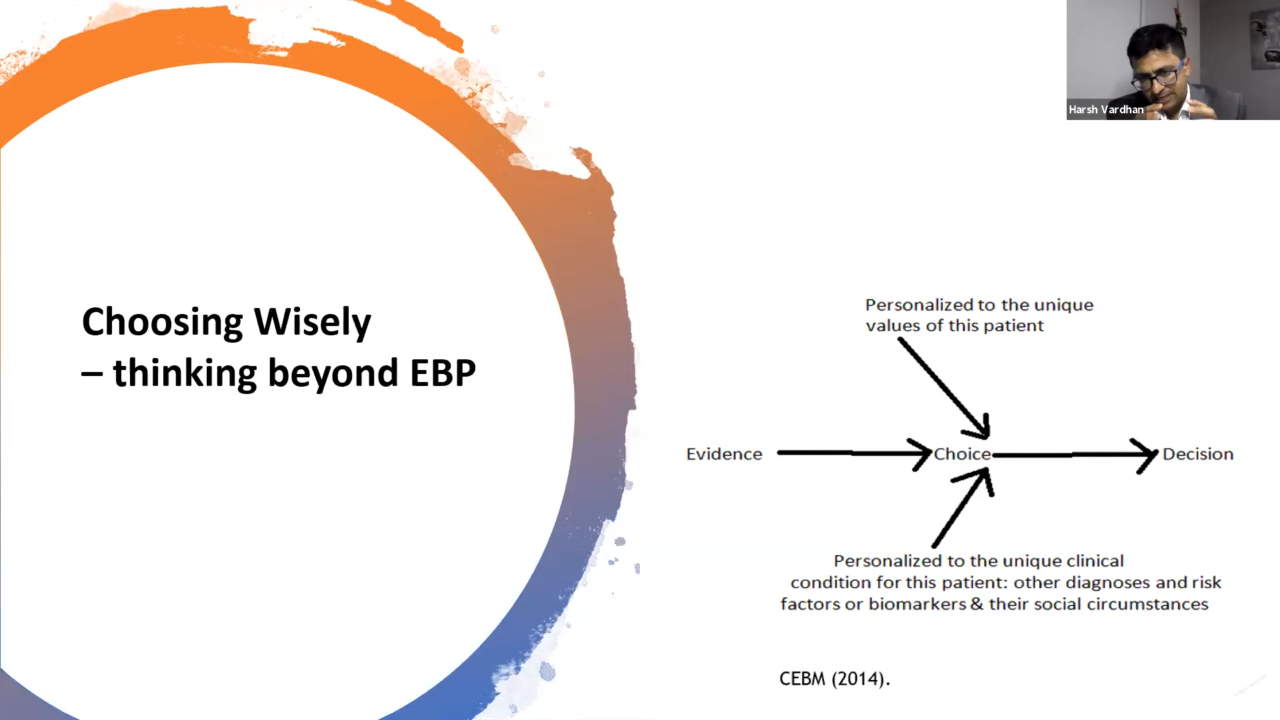 Harsh Vardhan
Choosing Wisely
– thinking beyond EBP
Personalized to the unique
values of this patient
Evidence
Choice
Decision
Personalized to the unique clinical
condition for this patient: other diagnoses and risk
factors or biomarkers & their social circumstances
CEBM (2014).